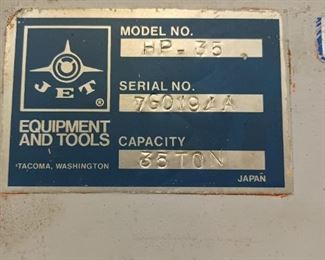 MODEL NO.
HP-35
JET ®
SERIAL NO.
EQUIPMENT
AND TOOLS
TACOMA, WASHINGTON
CAPACITY
35 TON
JAPAN